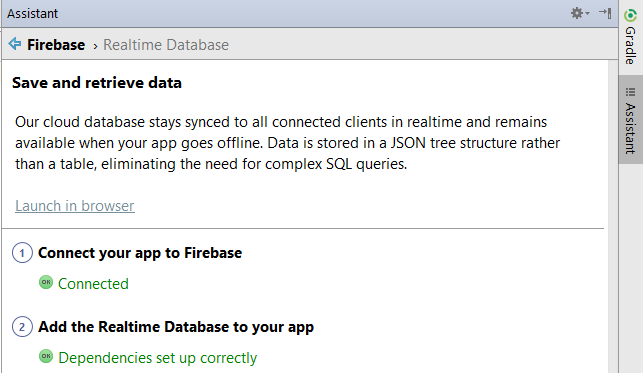 Assistant
Firebase › Realtime Database
Save and retrieve data
Our cloud database stays synced to all connected clients in realtime and remains
available when your app goes offline. Data is stored in a JSON tree structure rather
than a table, eliminating the need for complex SQL queries.
Launch in browser
1 Connect your app to Firebase
OK Connected
2 Add the Realtime Database to your app
OK Dependencies set up correctly
Gradle
Assistant